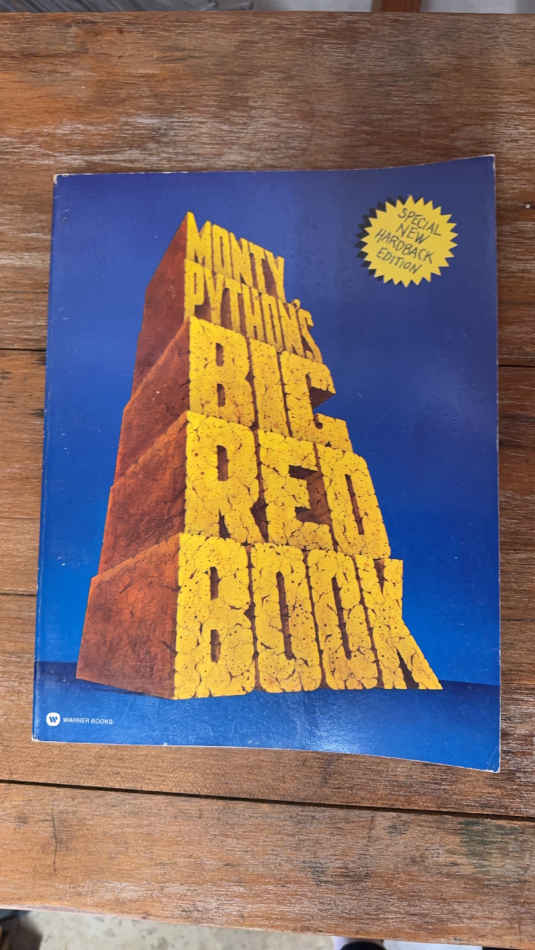 MONTY
PYTHON'S
BIG
RED
BOOK
SPECIAL
NEW
HARDBACK
EDITION
WARNER BOOKS